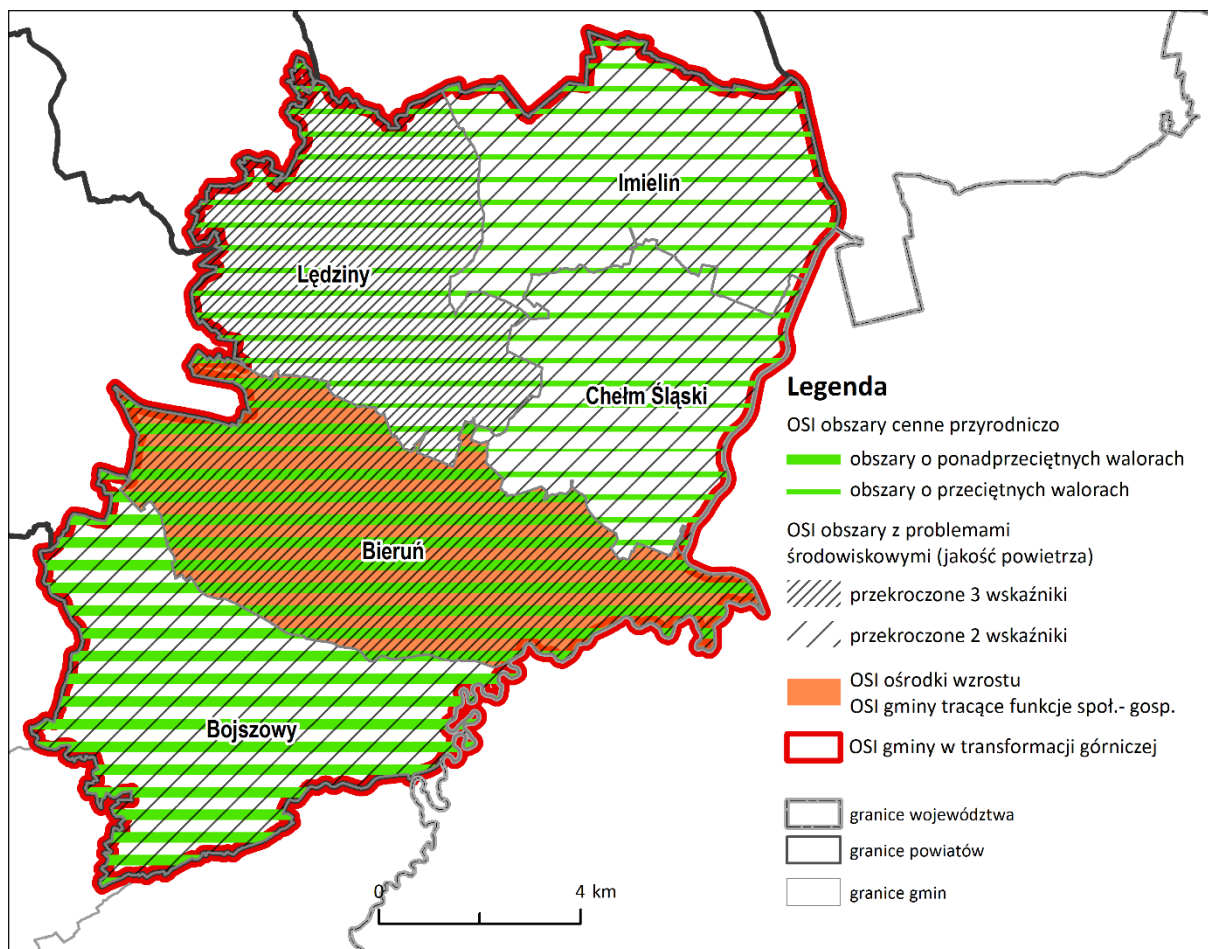 Imielin
Lędziny
Chełm Śląski
Bieruń
Bojszowy
Legenda
OSI obszary cenne przyrodniczo
obszary o ponadprzeciętnych walorach
obszary o przeciętnych walorach
OSI obszary z problemami
środowiskowymi (jakość powietrza)
przekroczone 3 wskaźniki
przekroczone 2 wskaźniki
OSI ośrodki wzrostu
OSI gminy tracące funkcje społ.- gosp.
OSI gminy w transformacji górniczej
granice województwa
granice powiatów
granice gmin
0 4 km